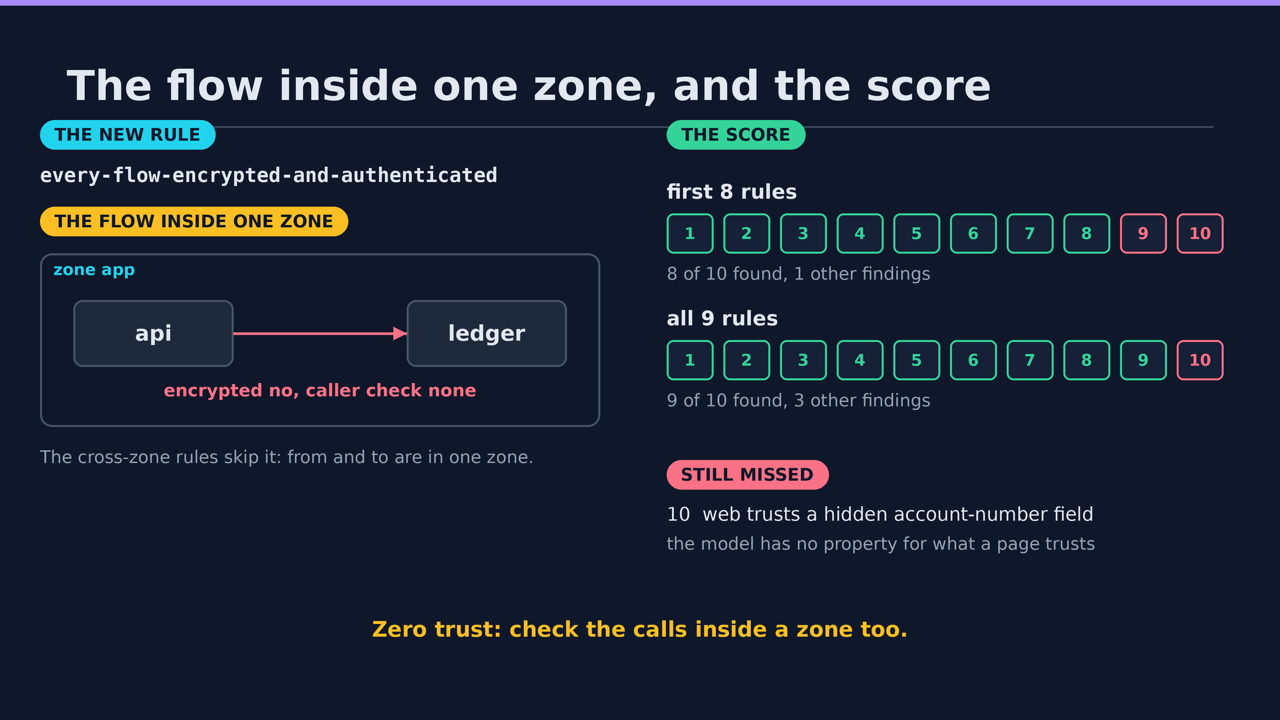 The flow inside one zone, and the score
THE NEW RULE
every-flow-encrypted-and-authenticated
THE FLOW INSIDE ONE ZONE
zone app
api
ledger
encrypted no, caller check none
The cross-zone rules skip it: from and to are in one zone.
THE SCORE
first 8 rules
1 2 3 4 5 6 7 8 9 10
8 of 10 found, 1 other findings
all 9 rules
1 2 3 4 5 6 7 8 9 10
9 of 10 found, 3 other findings
STILL MISSED
10 web trusts a hidden account-number field
the model has no property for what a page trusts
Zero trust: check the calls inside a zone too.